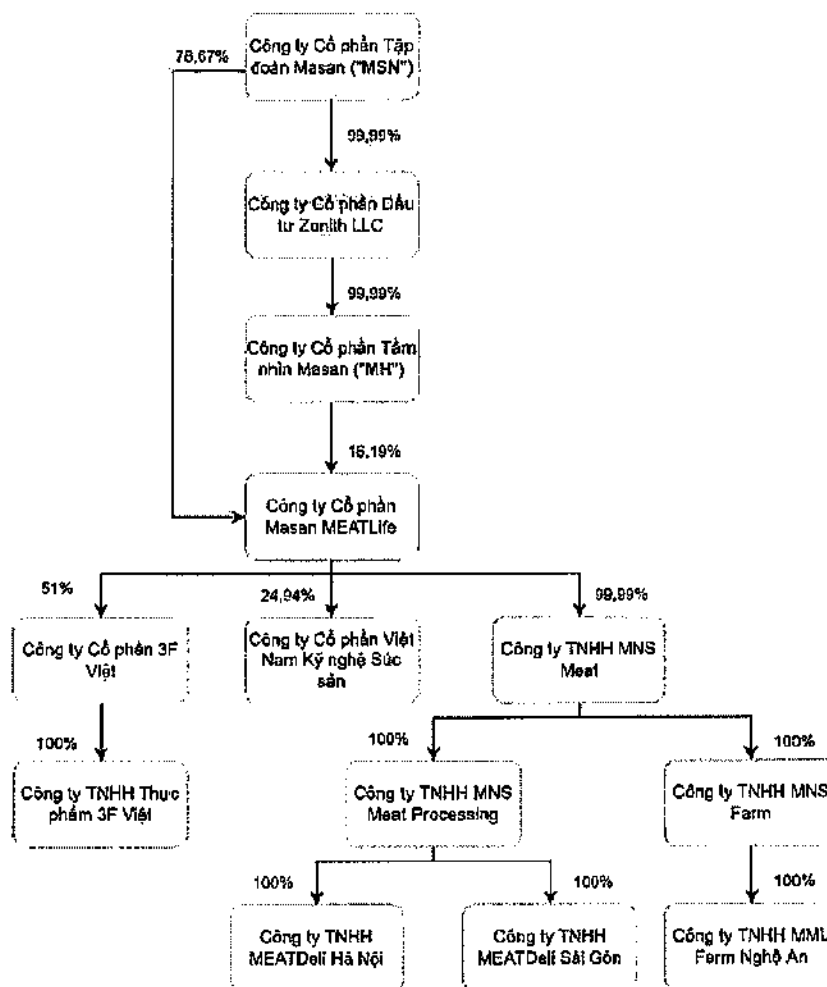 78,67%
Công ty Cổ phần Tập
đoàn Masan ("MSN")
99,99%
Công ty Cổ phần Đầu
tư Zenith LLC
99,99%
Công ty Cổ phần Tầm
nhìn Masan ("MH")
16,19%
Công ty Cổ phần
Masan MEATLife
51%
24,94%
99,99%
Công ty Cổ phần 3F
Việt
Công ty Cổ phần Việt
Nam Kỹ nghệ Súc
sản
Công ty TNHH MNS
Meat
100%
100%
100%
Công ty TNHH Thực
phẩm 3F Việt
Công ty TNHH MNS
Meat Processing
Công ty TNHH MNS
Farm
100%
100%
100%
Công ty TNHH
MEATDeli Hà Nội
Công ty TNHH
MEATDeli Sài Gòn
Công ty TNHH MML
Farm Nghệ An